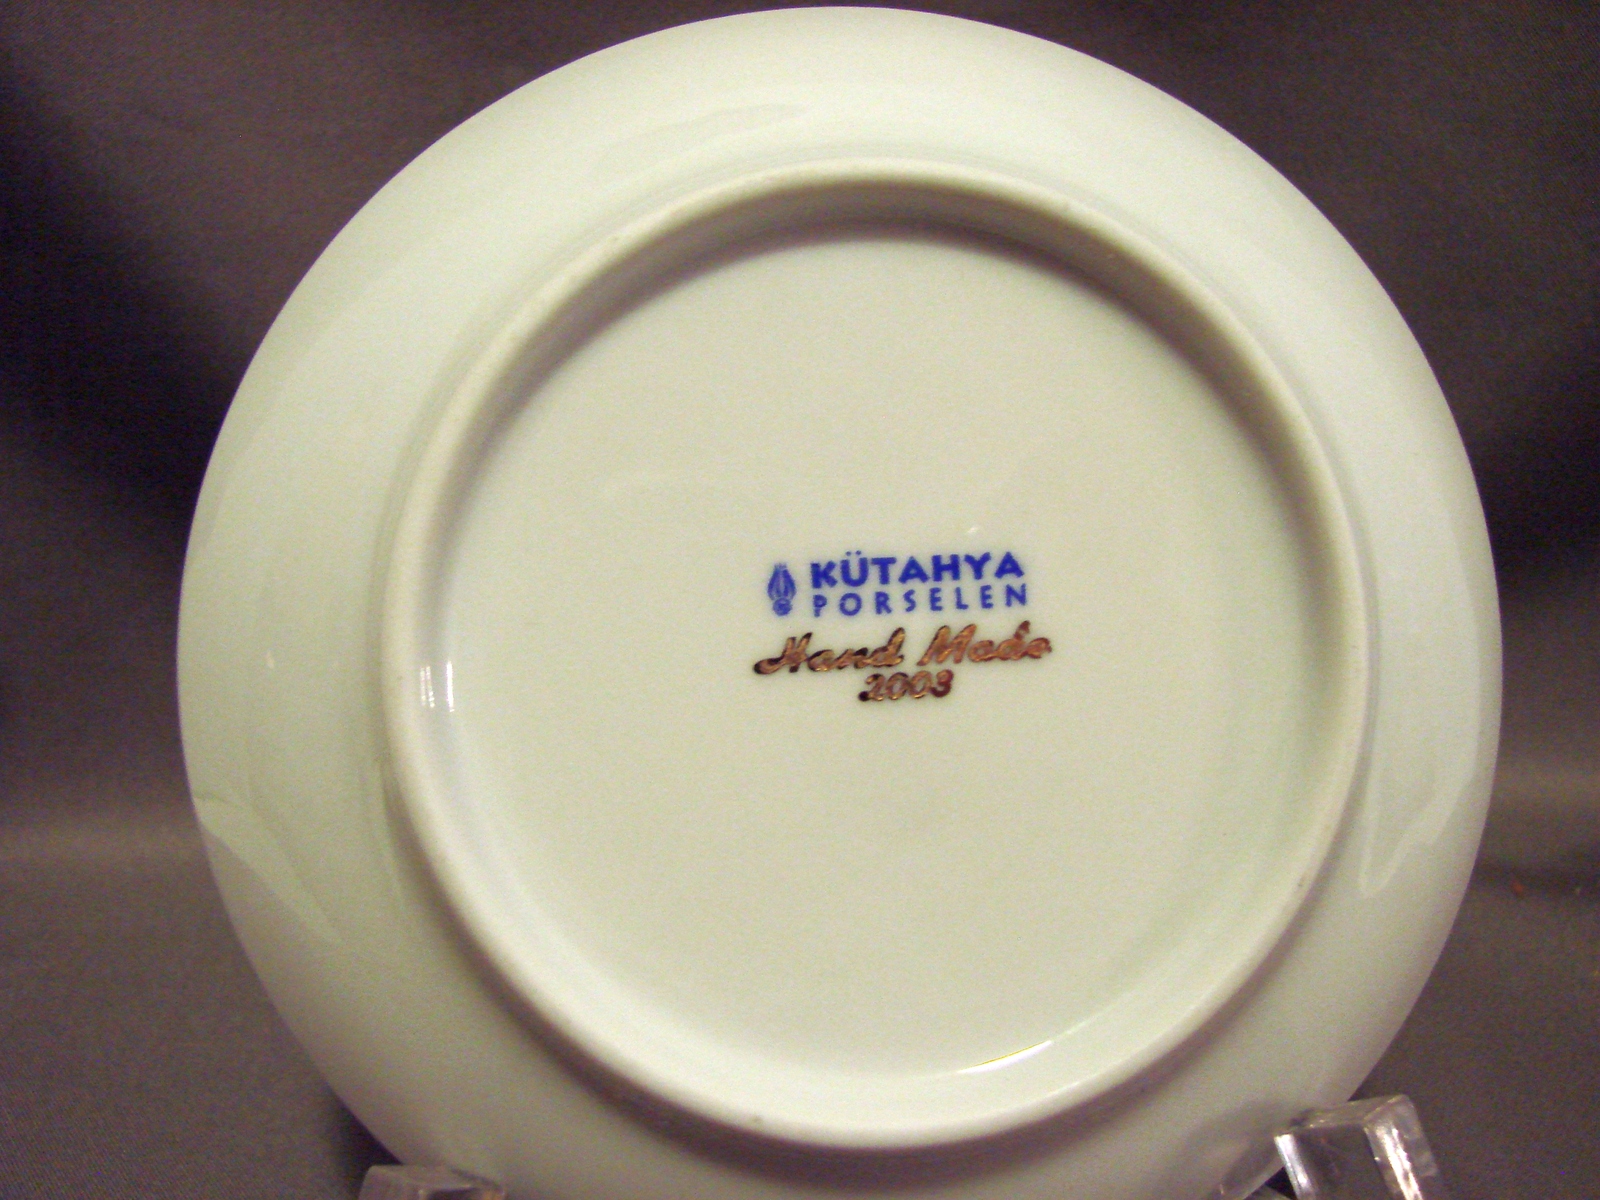 KÜTAHYA
PORSELEN
Hand Made
2003